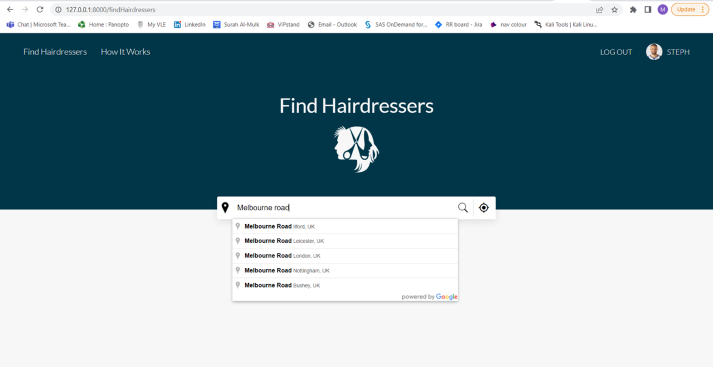 127.0.0.1:8000/findHairdressers
M
Update
Chat | Microsoft Tea... Home : Panopto My VLE LinkedIn Surah Al-Mulk VIPstand Email - Outlook SAS OnDemand for... RR board - Jira nav colour Kali Tools | Kali Linu...
Find Hairdressers How It Works LOG OUT STEPH
Find Hairdressers
Melbourne road
Melbourne Road Ilford, UK
Melbourne Road Leicester, UK
Melbourne Road London, UK
Melbourne Road Nottingham, UK
Melbourne Road Bushey, UK
powered by Google